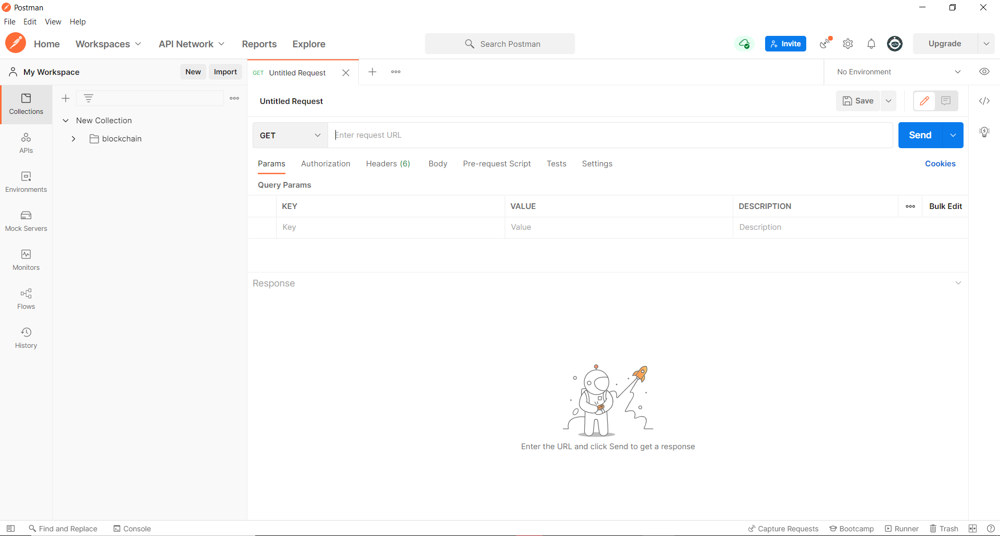 Postman
File Edit View Help
Home Workspaces API Network Reports Explore Search Postman Invite Upgrade
My Workspace New Import GET Untitled Request No Environment
Collections
APIs
Environments
Mock Servers
Monitors
Flows
History
New Collection
blockchain
Untitled Request Save
GET Enter request URL Send
Params Authorization Headers (6) Body Pre-request Script Tests Settings Cookies
Query Params
KEY VALUE DESCRIPTION Bulk Edit
Key Value Description
Response
Enter the URL and click Send to get a response
Find and Replace Console Capture Requests Bootcamp Runner Trash